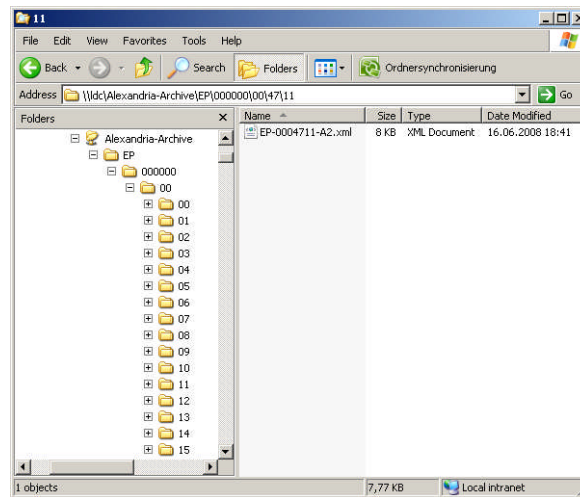 11
File Edit View Favorites Tools Help
Back Search Folders Ordnersynchronisierung
Address \\ldc\Alexandria-Archive\EP\000000\00\47\11 Go
Folders x Name Size Type Date Modified
Alexandria-Archive EP-0004711-A2.xml 8 KB XML Document 16.06.2008 18:41
EP
000000
00
00
01
02
03
04
05
06
07
08
09
10
11
12
13
14
15
1 objects 7,77 KB Local intranet